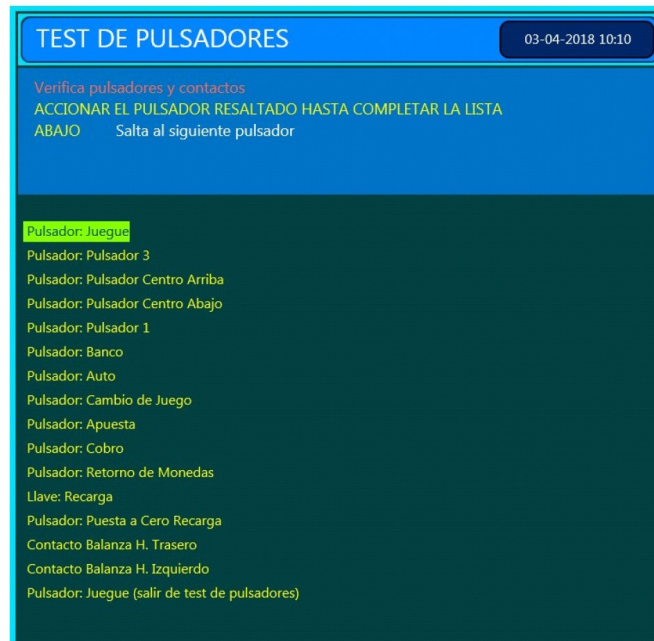 TEST DE PULSADORES
03-04-2018 10:10
Verifica pulsadores y contactos
ACCIONAR EL PULSADOR RESALTADO HASTA COMPLETAR LA LISTA
ABAJO Salta al siguiente pulsador
Pulsador: Juegue
Pulsador: Pulsador 3
Pulsador: Pulsador Centro Arriba
Pulsador: Pulsador Centro Abajo
Pulsador: Pulsador 1
Pulsador: Banco
Pulsador: Auto
Pulsador: Cambio de Juego
Pulsador: Apuesta
Pulsador: Cobro
Pulsador: Retorno de Monedas
Llave: Recarga
Pulsador: Puesta a Cero Recarga
Contacto Balanza H. Trasero
Contacto Balanza H. Izquierdo
Pulsador: Juegue (salir de test de pulsadores)